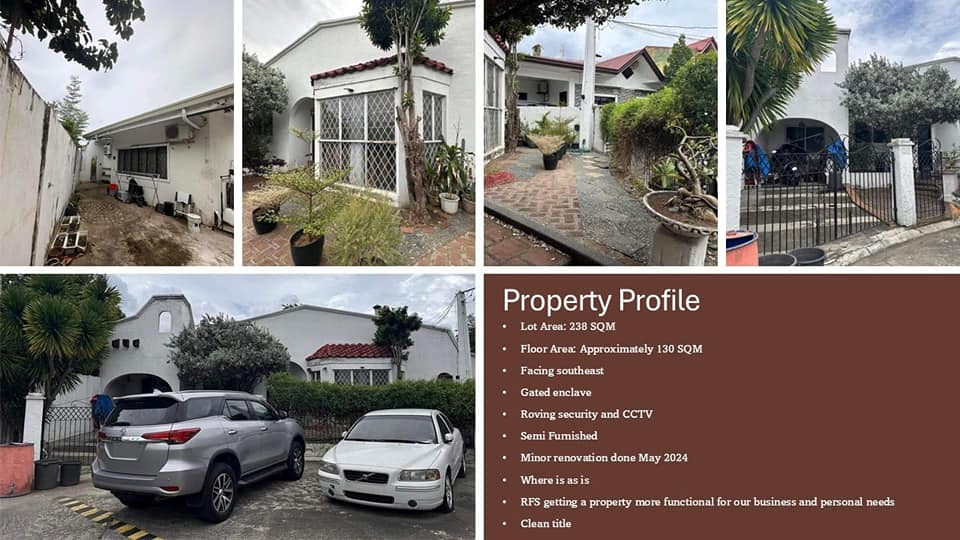 Property Profile
• Lot Area: 238 SQM
• Floor Area: Approximately 130 SQM
• Facing southeast
• Gated enclave
• Roving security and CCTV
• Semi Furnished
• Minor renovation done May 2024
• Where is as is
• RFS getting a property more functional for our business and personal needs
• Clean title